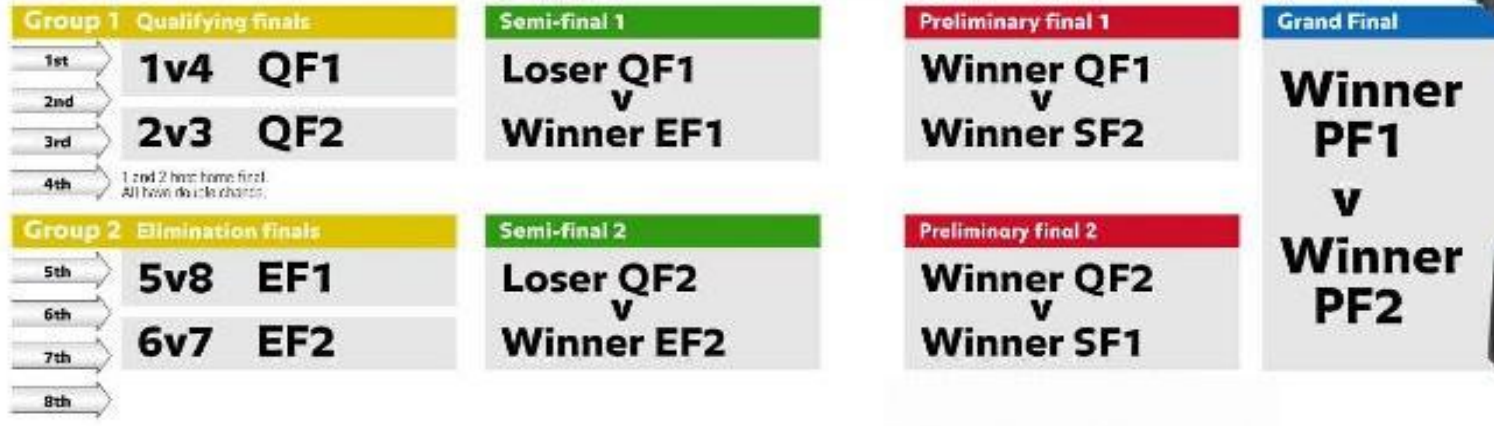 Group 1 Qualifying finals
1st
2nd
3rd
4th
1v4 QF1
2v3 QF2
1 and 2 host home final.
All have double chance.
Group 2 Elimination finals
5th
6th
7th
8th
5v8 EF1
6v7 EF2
Semi-final 1
Loser QF1
v
Winner EF1
Semi-final 2
Loser QF2
v
Winner EF2
Preliminary final 1
Winner QF1
v
Winner SF2
Preliminary final 2
Winner QF2
v
Winner SF1
Grand Final
Winner
PF1
v
Winner
PF2